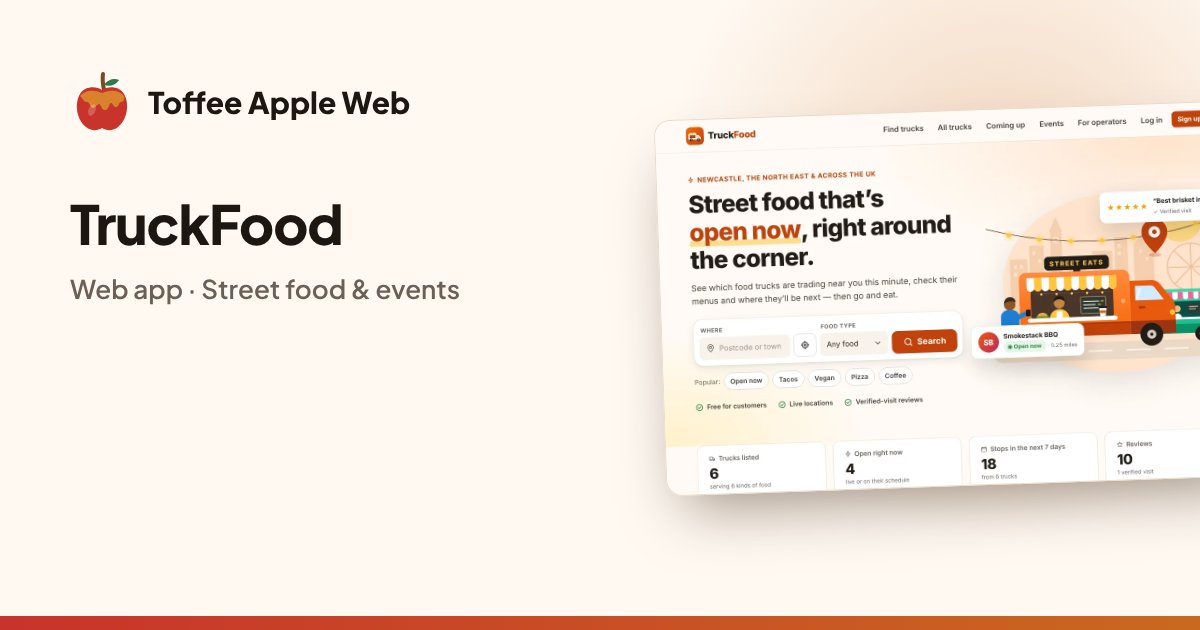 Toffee Apple Web
TruckFood
Web app · Street food & events
TruckFood
Find trucks
All trucks
Coming up
Events
For operators
Log in
Sign up
NEWCASTLE, THE NORTH EAST & ACROSS THE UK
Street food that's
open now, right around
the corner.
See which food trucks are trading near you this minute, check their
menus and where they'll be next — then go and eat.
WHERE
Postcode or town
FOOD TYPE
Any food
Search
Popular:
Open now
Tacos
Vegan
Pizza
Coffee
Free for customers
Live locations
Verified-visit reviews
"Best brisket in
Verified visit
STREET EATS
SB
Smokestack BBQ
Open now
0.25 miles
Trucks listed
6
serving 6 kinds of food
Open right now
4
live or on their schedule
Stops in the next 7 days
18
from 6 trucks
Reviews
10
1 verified visit